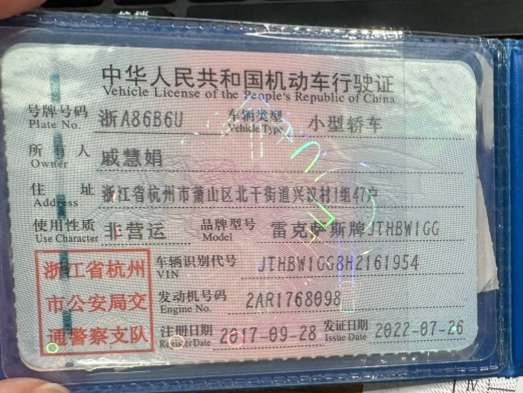 中华人民共和国机动车行驶证
Vehicle License of the People's Republic of China
号牌号码 浙A86B6U 车辆类型 小型轿车
Plate No. Vehicle Type
所有人 戚慧娟
Owner
住址 浙江省杭州市萧山区北干街道兴议村1组47户
Address
使用性质 非营运 品牌型号 雷克萨斯牌JTHBW1GG
Use Character Model
浙江省杭州 车辆识别代号 JTHBW1GG8H2161954
VIN
市公安局交 发动机号码 2AR1768098
Engine No.
通警察支队 注册日期 2017-09-28 发证日期 2022-07-26
Register Date Issue Date